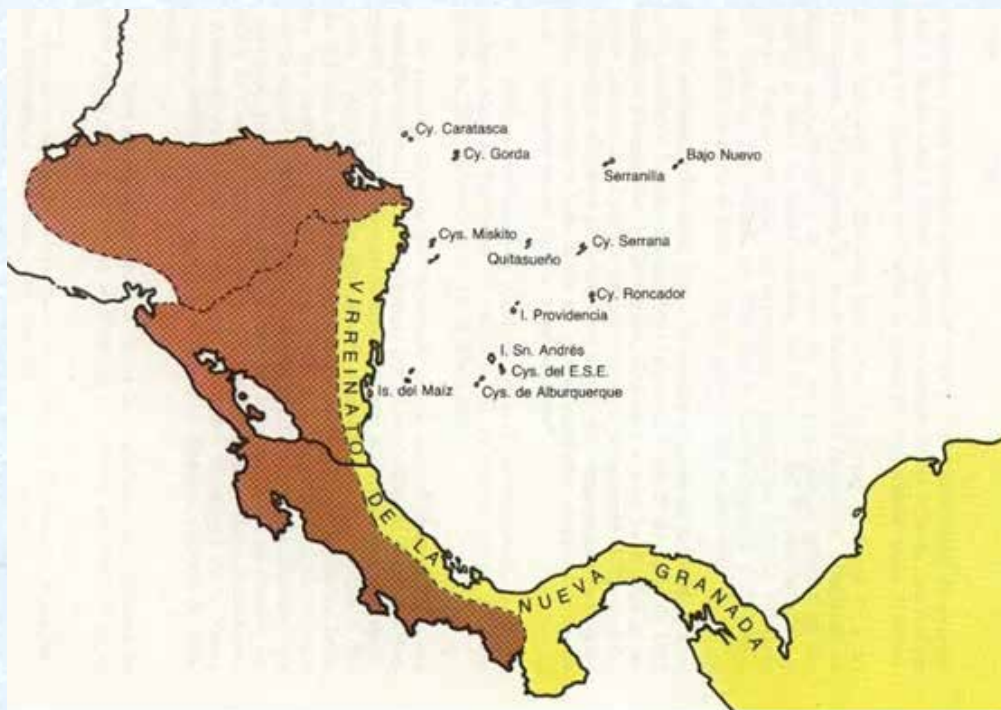 Cy. Caratasca
Cy. Gorda
Serranilla
Bajo Nuevo
Cys. Miskito
Quitasueño
Cy. Serrana
Cy. Roncador
I. Providencia
I. Sn. Andrés
Cys. del E.S.E.
Is. del Maíz
Cys. de Alburquerque
VIRREINATO DE LA NUEVA GRANADA